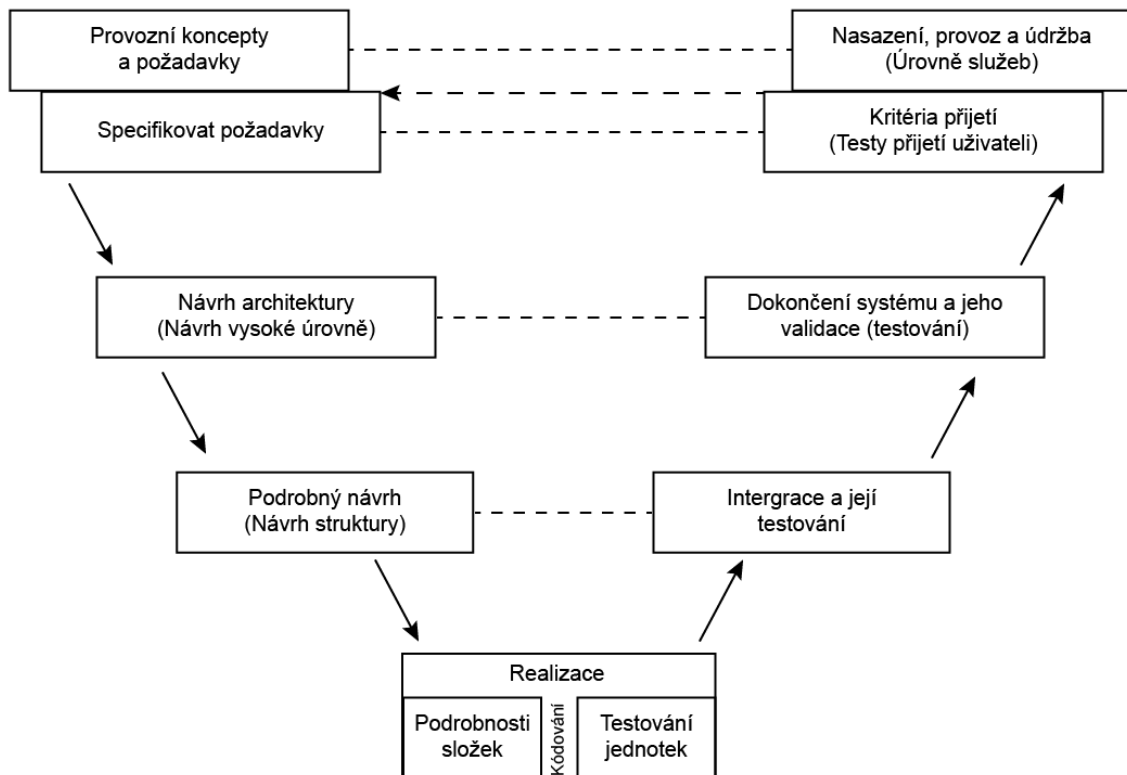 Provozní koncepty
a požadavky
Nasazení, provoz a údržba
(Úrovně služeb)
Specifikovat požadavky
Kritéria přijetí
(Testy přijetí uživateli)
Návrh architektury
(Návrh vysoké úrovně)
Dokončení systému a jeho
validace (testování)
Podrobný návrh
(Návrh struktury)
Intergrace a její
testování
Realizace
Podrobnosti
složek
Kódování
Testování
jednotek